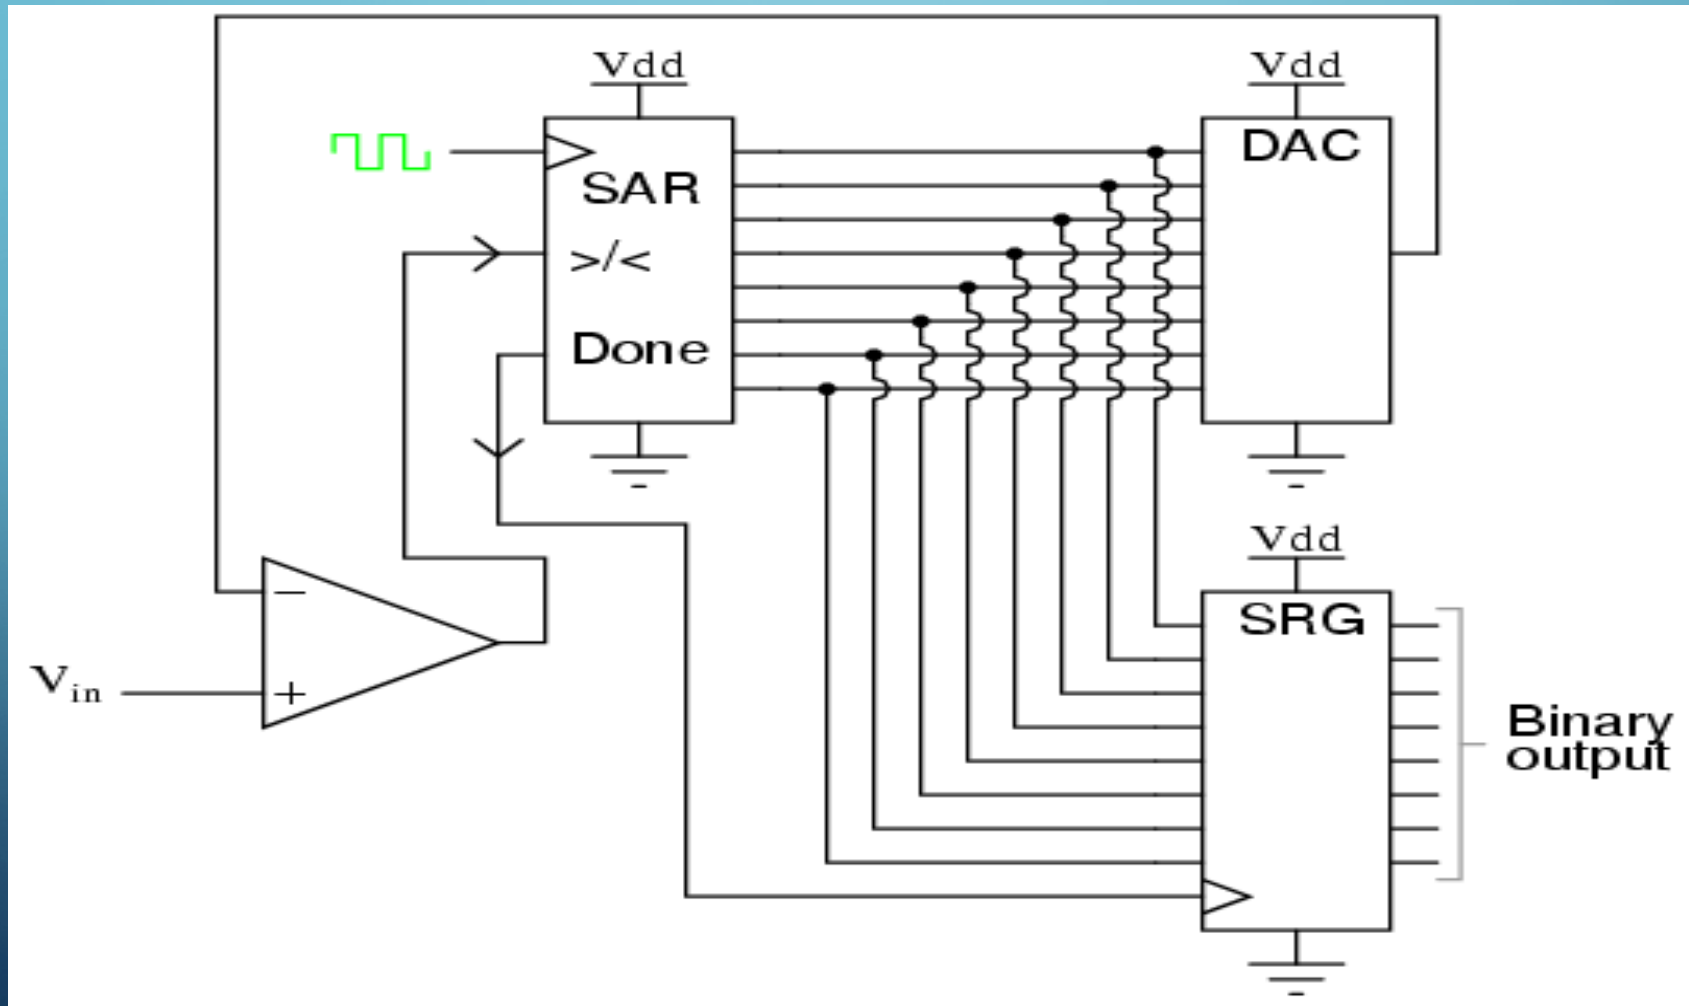 Vdd
Vdd
DAC
SAR
>/<
Done
Vdd
−
SRG
Vin
+
Binary
output